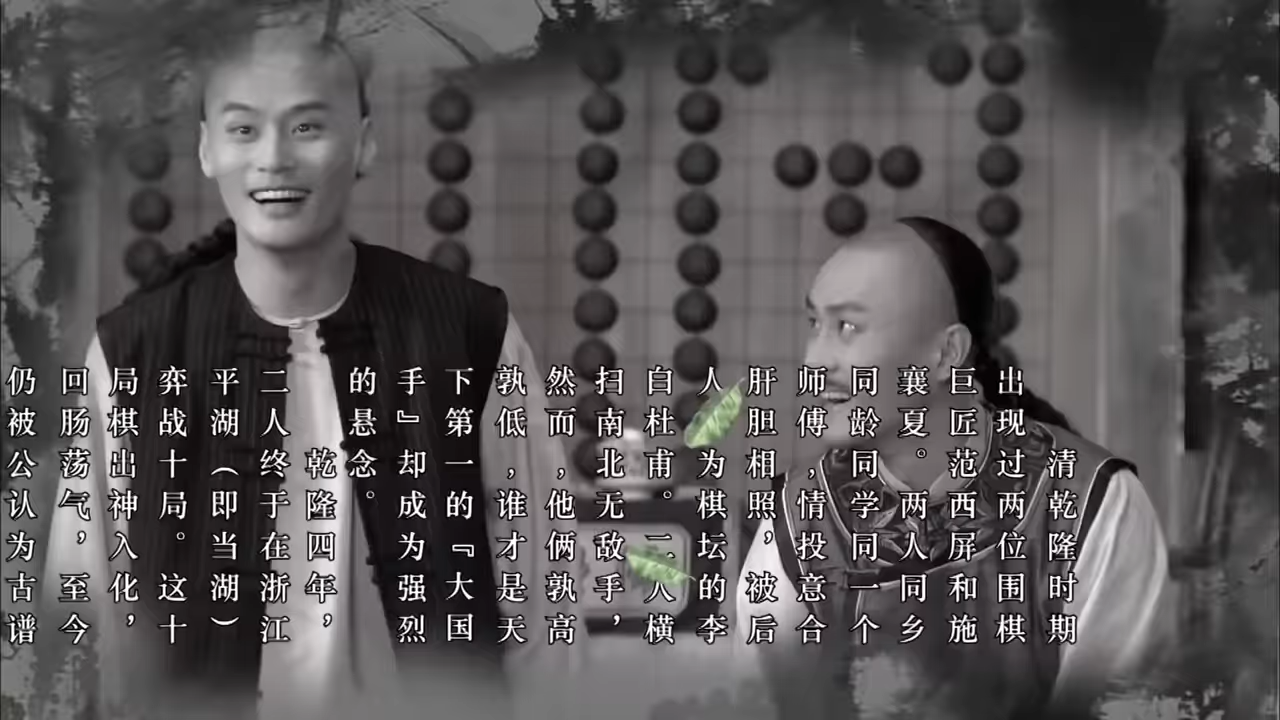 清乾隆时期
出现过两位围棋
巨匠范西屏和施
襄夏。两人同乡
同龄同学同一个
师傅，情投意合
肝胆相照，被后
人为棋坛的李
白杜甫。二人横
扫南北无敌手，
然而，他俩孰高
孰低，谁才是天
下第一的『大国
手』却成为强烈
的悬念。
乾隆四年，
二人终于在浙江
平湖（即当湖）
弈战十局。这十
局棋出神入化，
回肠荡气，至今
仍被公认为古谱